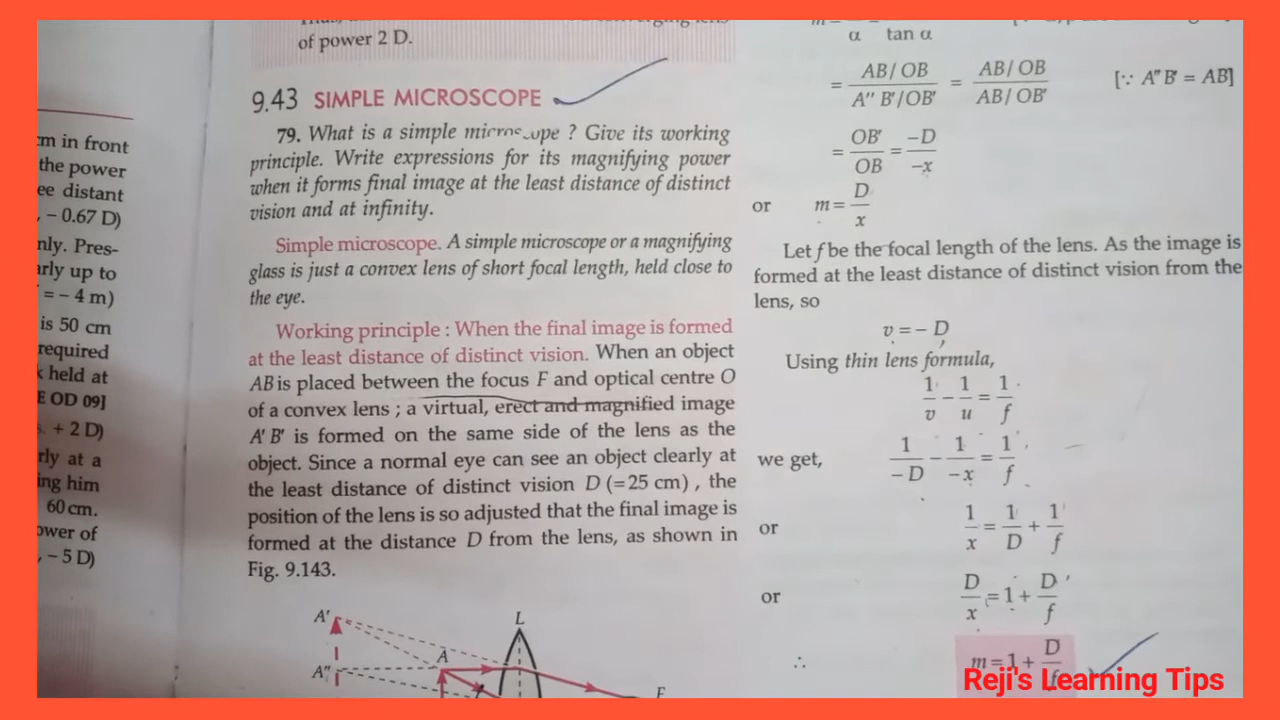 m in front
the power
ee distant
, – 0.67 D)
nly. Pres-
arly up to
= – 4 m)
is 50 cm
required
held at
E OD 09]
. + 2 D)
rly at a
ing him
60 cm.
ower of
, – 5 D)
of power 2 D.
9.43 SIMPLE MICROSCOPE
79. What is a simple microscope ? Give its working
principle. Write expressions for its magnifying power
when it forms final image at the least distance of distinct
vision and at infinity.
Simple microscope. A simple microscope or a magnifying
glass is just a convex lens of short focal length, held close to
the eye.
Working principle : When the final image is formed
at the least distance of distinct vision. When an object
AB is placed between the focus F and optical centre O
of a convex lens ; a virtual, erect and magnified image
A' B' is formed on the same side of the lens as the
object. Since a normal eye can see an object clearly at
the least distance of distinct vision D (= 25 cm) , the
position of the lens is so adjusted that the final image is
formed at the distance D from the lens, as shown in
Fig. 9.143.
A' L
A
A"
F
α tan α
= AB/ OB / A" B'/OB' = AB/ OB / AB/ OB' [∵ A" B' = AB]
= OB' / OB = –D / –x
or m = D / x
Let f be the focal length of the lens. As the image is
formed at the least distance of distinct vision from the
lens, so
v = – D
Using thin lens formula,
1/v – 1/u = 1/f
we get, 1/–D – 1/–x = 1/f
or 1/x = 1/D + 1/f
or D/x = 1 + D/f
∴ m = 1 + D/f
Reji's Learning Tips